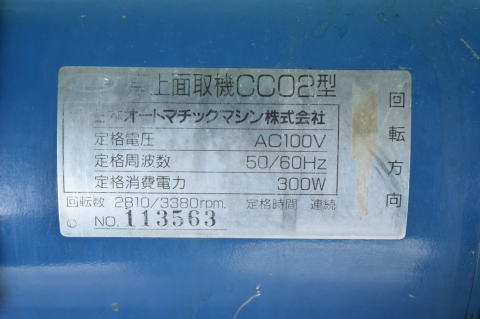 卓上面取機CC02型
日本オートマチックマシン株式会社
定格電圧 AC100V
定格周波数 50/60Hz
定格消費電力 300W
回転数 2810/3380rpm. 定格時間 連続
NO. 113563
回転方向